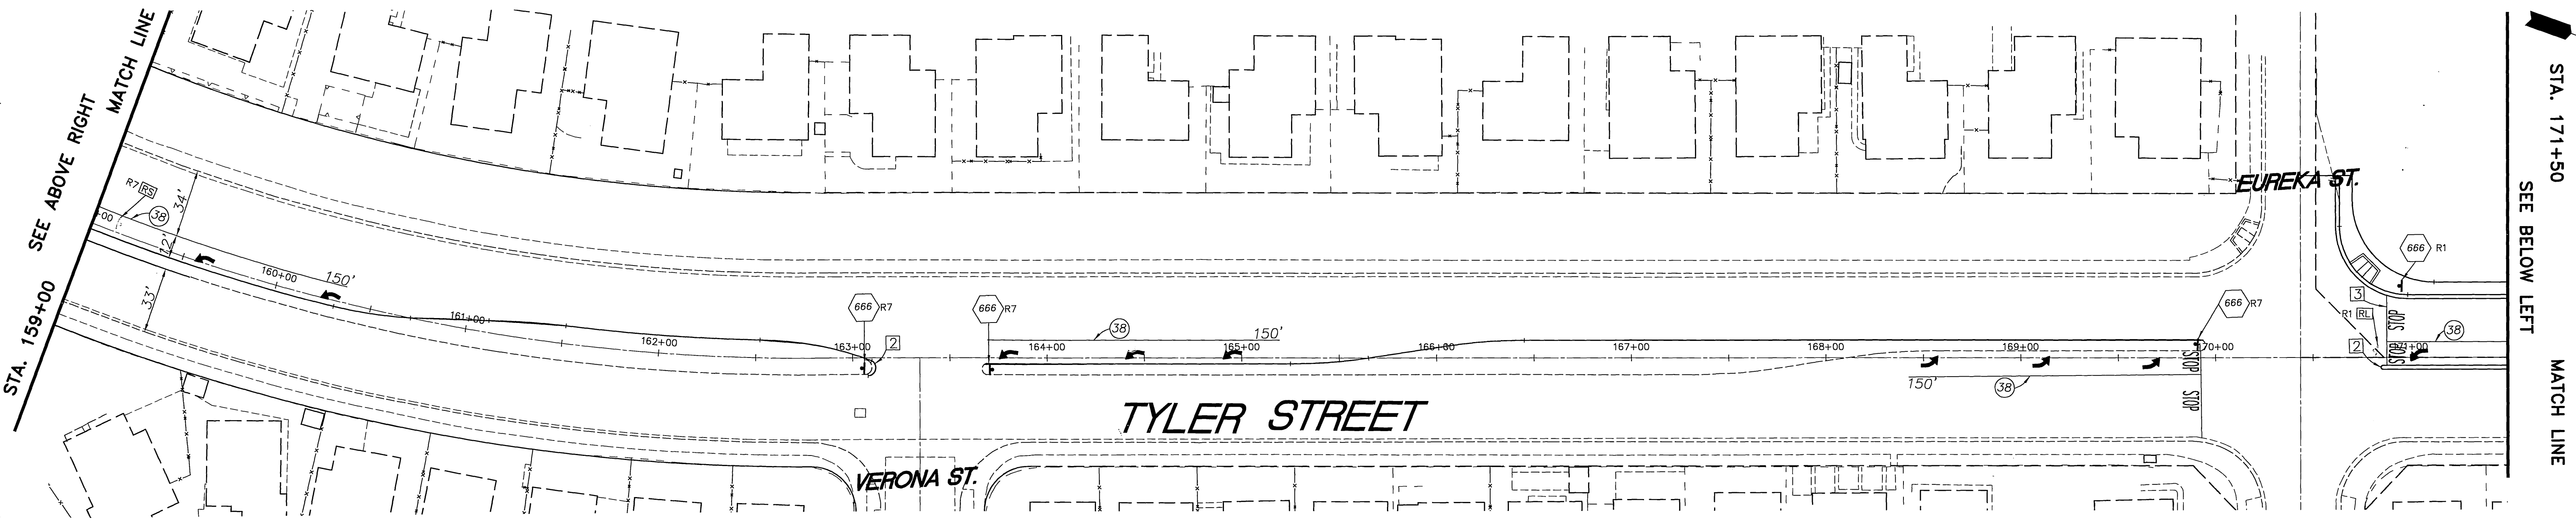 STA. 159+00
SEE ABOVE RIGHT
MATCH LINE
R7 RS
38
34'
12'
33'
+00
160+00
150'
161+00
162+00
163+00
666 R7
2
666 R7
38
150'
164+00
165+00
166+00
167+00
168+00
169+00
170+00
171+00
150'
38
666 R7
STOP
STOP
TYLER STREET
VERONA ST.
EUREKA ST.
666 R1
3
R1 RL
2
STOP
STOP
38
STA. 171+50
SEE BELOW LEFT
MATCH LINE